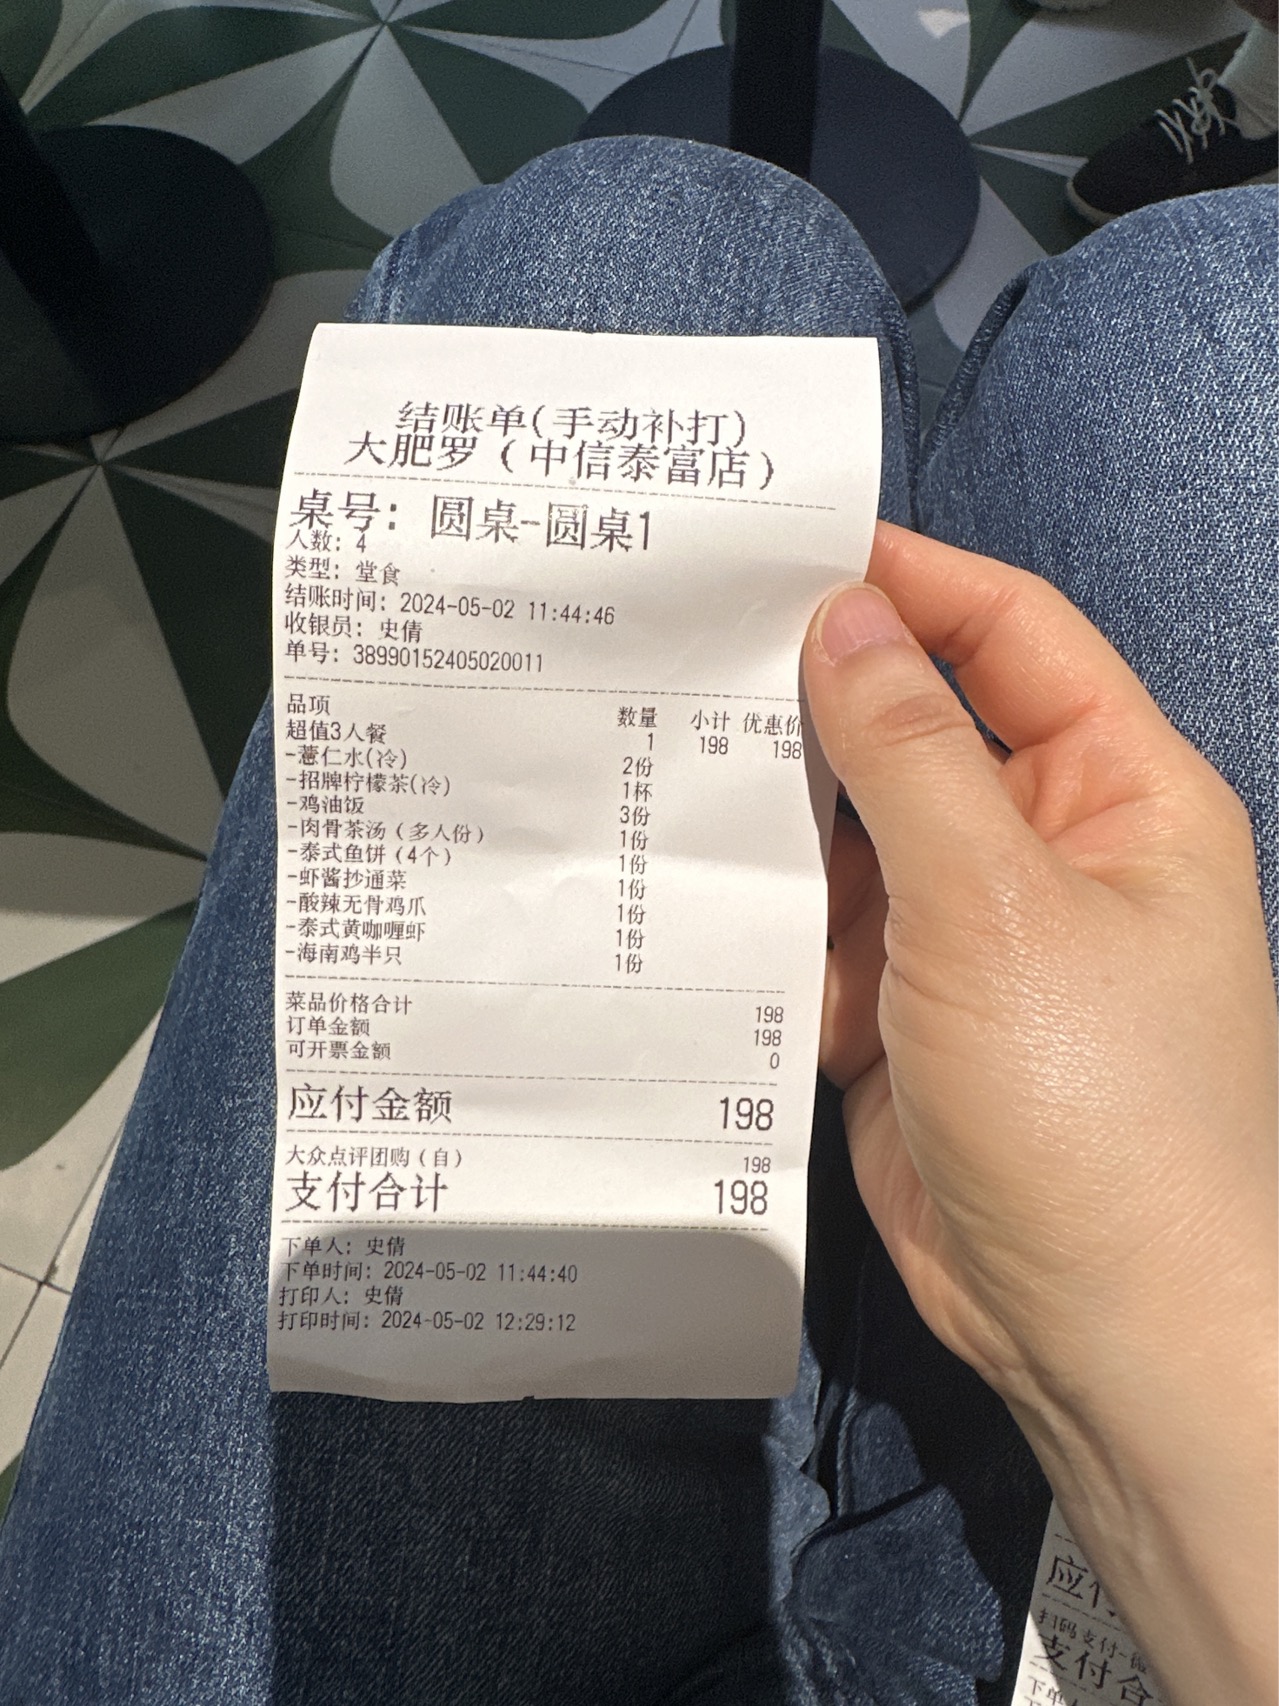 结账单(手动补打)
大肥罗（中信泰富店）
桌号: 圆桌-圆桌1
人数: 4
类型: 堂食
结账时间: 2024-05-02 11:44:46
收银员: 史倩
单号: 38990152405020011
品项 数量 小计 优惠价
超值3人餐 1 198 198
-薏仁水(冷) 2份
-招牌柠檬茶(冷) 1杯
-鸡油饭 3份
-肉骨茶汤（多人份） 1份
-泰式鱼饼（4个） 1份
-虾酱抄通菜 1份
-酸辣无骨鸡爪 1份
-泰式黄咖喱虾 1份
-海南鸡半只 1份
菜品价格合计 198
订单金额 198
可开票金额 0
应付金额 198
大众点评团购（自） 198
支付合计 198
下单人: 史倩
下单时间: 2024-05-02 11:44:40
打印人: 史倩
打印时间: 2024-05-02 12:29:12
应
扫码支付-
支付合
下单